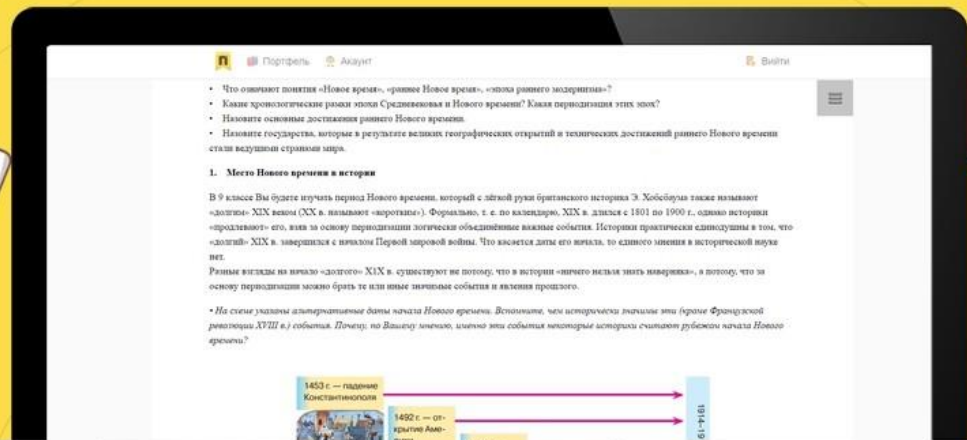 П Портфель Акаунт Вийти
• Что означают понятия «Новое время», «раннее Новое время», «эпоха раннего модернизма»?
• Какие хронологические рамки эпохи Средневековья и Нового времени? Какая периодизация этих эпох?
• Назовите основные достижения раннего Нового времени.
• Назовите государства, которые в результате великих географических открытий и технических достижений раннего Нового времени
стали ведущими странами мира.
1. Место Нового времени в истории
В 9 классе Вы будете изучать период Нового времени, который с лёгкой руки британского историка Э. Хобсбаума также называют
«долгим» XIX веком (XX в. называют «коротким»). Формально, т. е. по календарю, XIX в. длился с 1801 по 1900 г., однако историки
«продлевают» его, взяв за основу периодизации логически объединённые важные события. Историки практически единодушны в том, что
«долгий» XIX в. завершился с началом Первой мировой войны. Что касается даты его начала, то единого мнения в исторической науке
нет.
Разные взгляды на начало «долгого» X1X в. существуют не потому, что в истории «ничего нельзя знать наверняка», а потому, что за
основу периодизации можно брать те или иные значимые события и явления прошлого.
• На схеме указаны альтернативные даты начала Нового времени. Вспомните, чем исторически значимы эти (кроме Французской
революции XVIII в.) события. Почему, по Вашему мнению, именно эти события некоторые историки считают рубежом начала Нового
времени?
1453 г. — падение
Константинополя
1492 г. — от-
крытие Аме-
1914-19